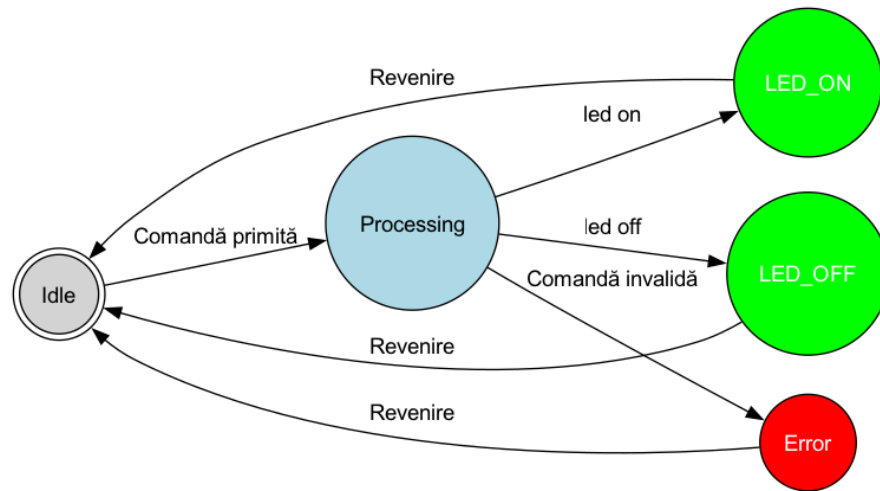 Revenire
LED_ON
led on
Comandă primită
Processing
led off
Comandă invalidă
LED_OFF
Idle
Revenire
Revenire
Error